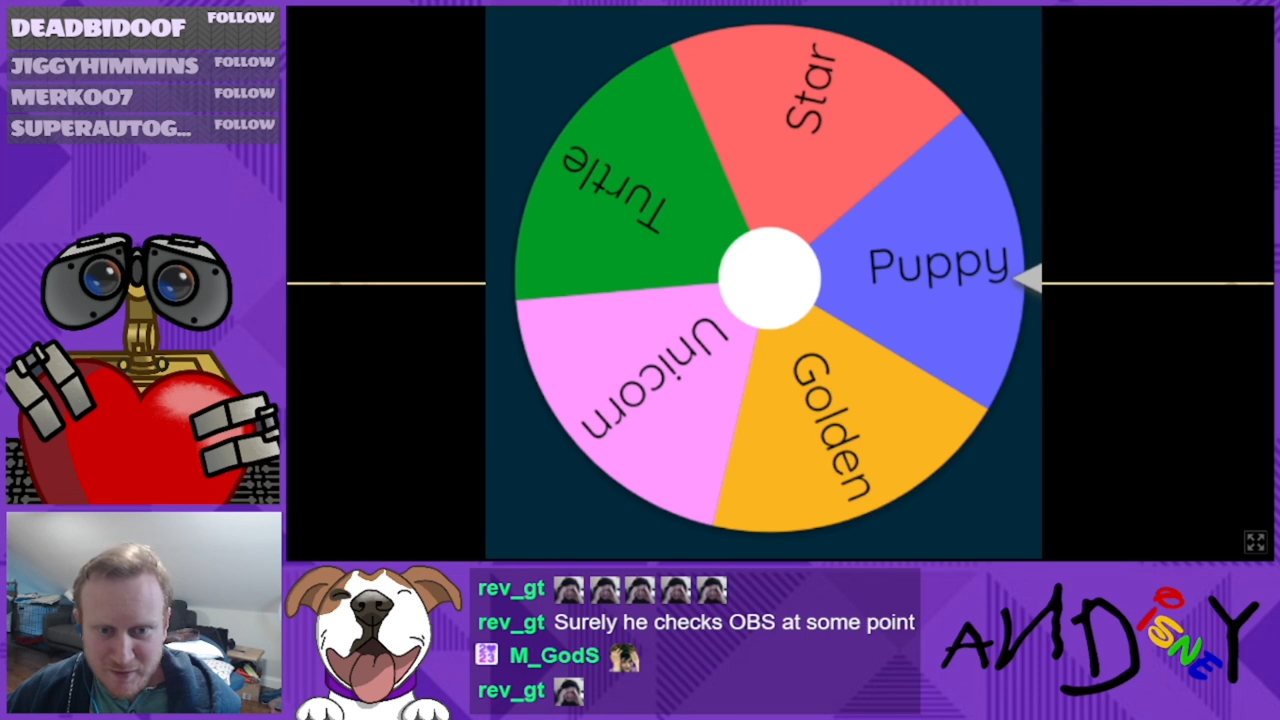 DEADBIDOOF FOLLOW
JIGGYHIMMINS FOLLOW
MERK007 FOLLOW
SUPERAUTOG... FOLLOW
Star
Turtle
Puppy
Unicorn
Golden
rev_gt
rev_gt Surely he checks OBS at some point
M_GodS
rev_gt
ANDY
DISNE